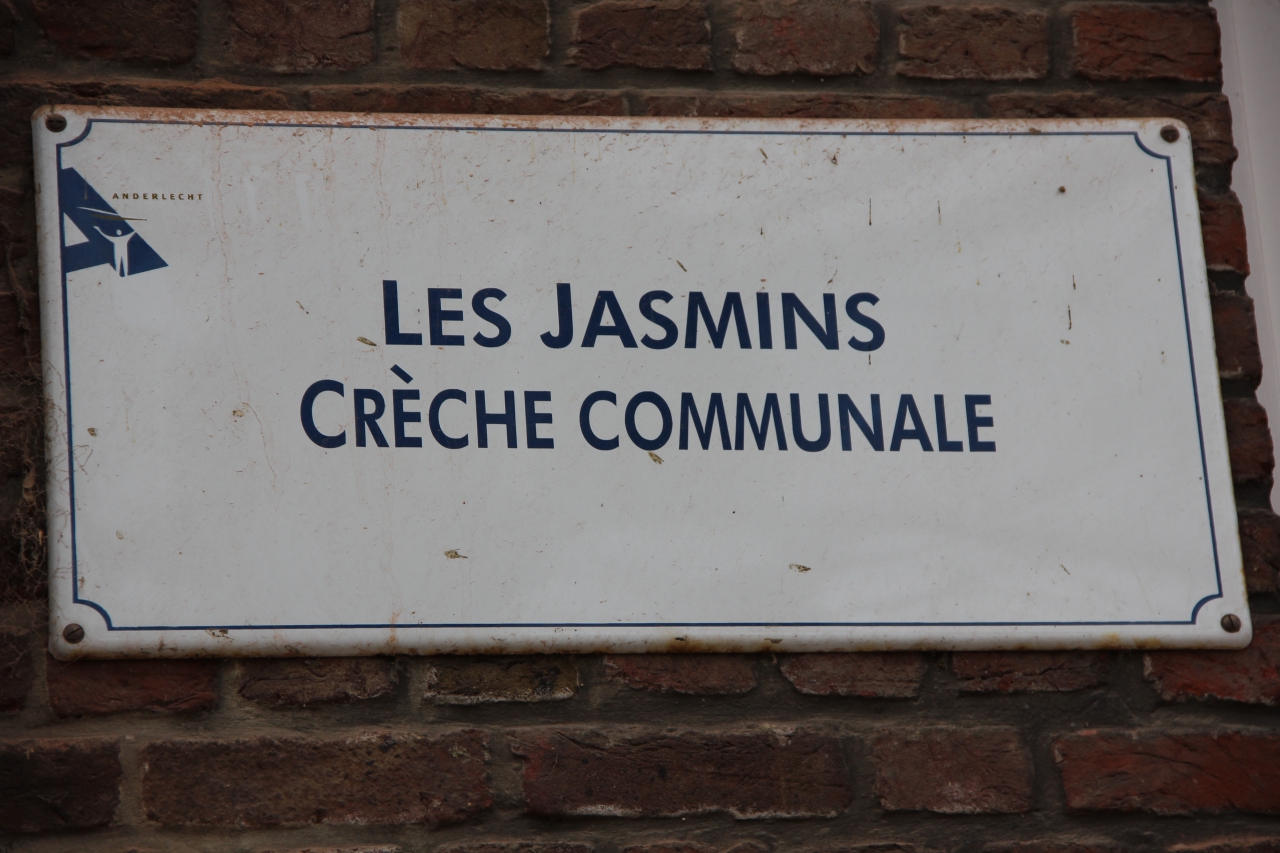 ANDERLECHT
LES JASMINS
CRÈCHE COMMUNALE